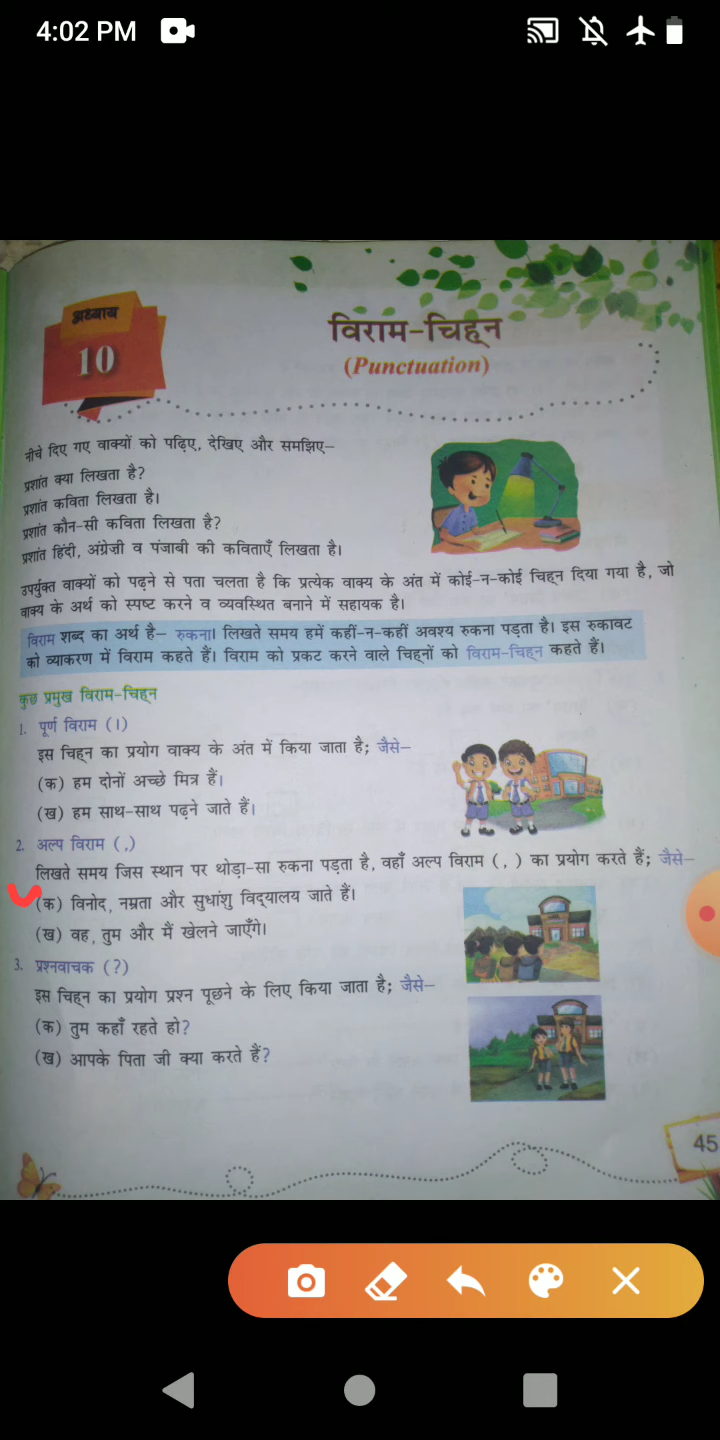 4:02 PM
अध्याय
10
विराम-चिह्न
(Punctuation)
नीचे दिए गए वाक्यों को पढ़िए, देखिए और समझिए–
प्रशांत क्या लिखता है?
प्रशांत कविता लिखता है।
प्रशांत कौन-सी कविता लिखता है?
प्रशांत हिंदी, अंग्रेजी व पंजाबी की कविताएँ लिखता है।
उपर्युक्त वाक्यों को पढ़ने से पता चलता है कि प्रत्येक वाक्य के अंत में कोई-न-कोई चिह्न दिया गया है, जो
वाक्य के अर्थ को स्पष्ट करने व व्यवस्थित बनाने में सहायक है।
विराम शब्द का अर्थ है– रुकना। लिखते समय हमें कहीं-न-कहीं अवश्य रुकना पड़ता है। इस रुकावट
को व्याकरण में विराम कहते हैं। विराम को प्रकट करने वाले चिह्नों को विराम-चिह्न कहते हैं।
कुछ प्रमुख विराम-चिह्न
1. पूर्ण विराम (।)
इस चिह्न का प्रयोग वाक्य के अंत में किया जाता है; जैसे–
(क) हम दोनों अच्छे मित्र हैं।
(ख) हम साथ-साथ पढ़ने जाते हैं।
2. अल्प विराम (,)
लिखते समय जिस स्थान पर थोड़ा-सा रुकना पड़ता है, वहाँ अल्प विराम (, ) का प्रयोग करते हैं; जैसे–
(क) विनोद, नम्रता और सुधांशु विद्यालय जाते हैं।
(ख) वह, तुम और मैं खेलने जाएँगे।
3. प्रश्नवाचक (?)
इस चिह्न का प्रयोग प्रश्न पूछने के लिए किया जाता है; जैसे–
(क) तुम कहाँ रहते हो?
(ख) आपके पिता जी क्या करते हैं?
45